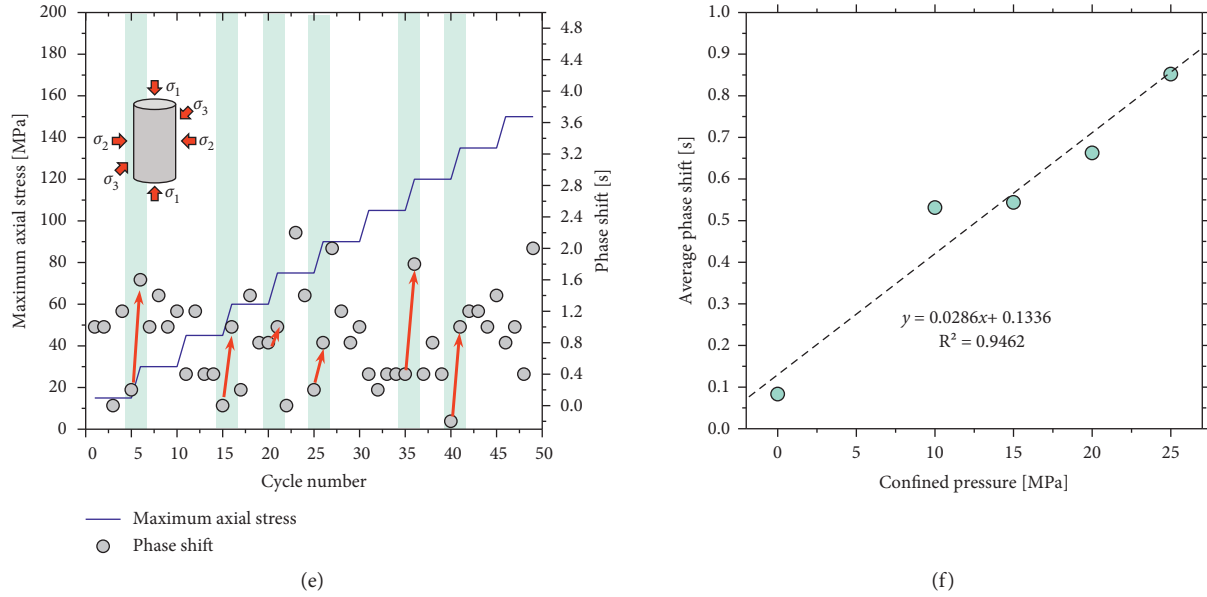 200
180
160
150
140
130
120
100
80
60
40
20
0
Maximum axial stress [MPa]
σ1
σ3
σ2
σ2
σ3
σ1
4.8
4.4
4.0
3.6
3.2
2.8
2.4
2.0
1.6
1.2
0.8
0.4
0.0
Phase shift [s]
0 5 10 15 20 25 30 35 40 45 50
Cycle number
Maximum axial stress
Phase shift
(e)
1.0
0.9
0.8
0.7
0.6
0.5
0.4
0.3
0.2
0.1
0.0
Average phase shift [s]
y = 0.0286x + 0.1336
R² = 0.9462
0 5 10 15 20 25
Confined pressure [MPa]
(f)